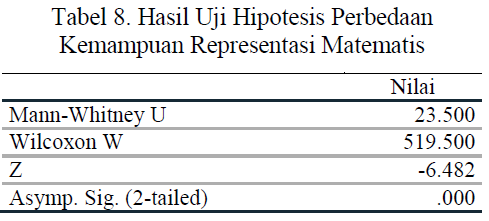 Tabel 8. Hasil Uji Hipotesis Perbedaan
Kemampuan Representasi Matematis
Nilai
Mann-Whitney U 23.500
Wilcoxon W 519.500
Z -6.482
Asymp. Sig. (2-tailed) .000